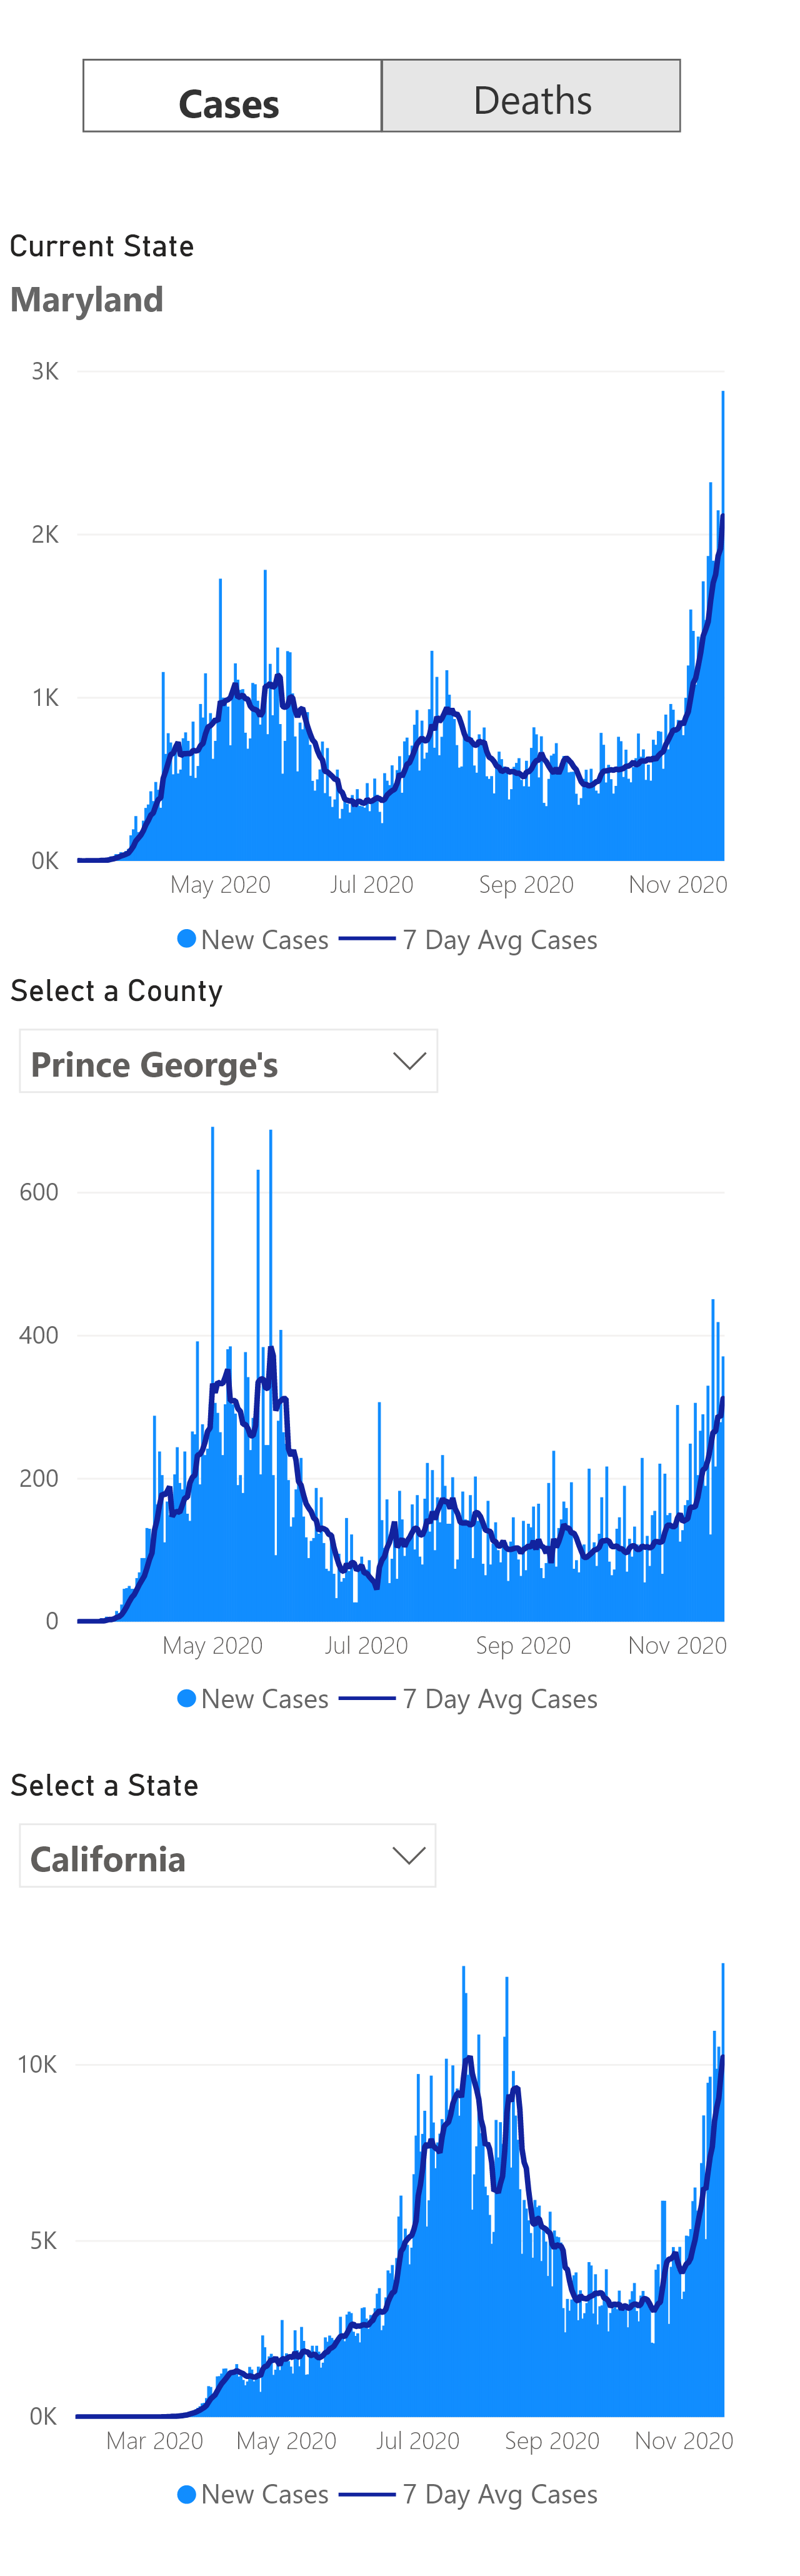 Cases Deaths
Current State
Maryland
3K
2K
1K
0K
May 2020 Jul 2020 Sep 2020 Nov 2020
New Cases 7 Day Avg Cases
Select a County
Prince George's
600
400
200
0
May 2020 Jul 2020 Sep 2020 Nov 2020
New Cases 7 Day Avg Cases
Select a State
California
10K
5K
0K
Mar 2020 May 2020 Jul 2020 Sep 2020 Nov 2020
New Cases 7 Day Avg Cases